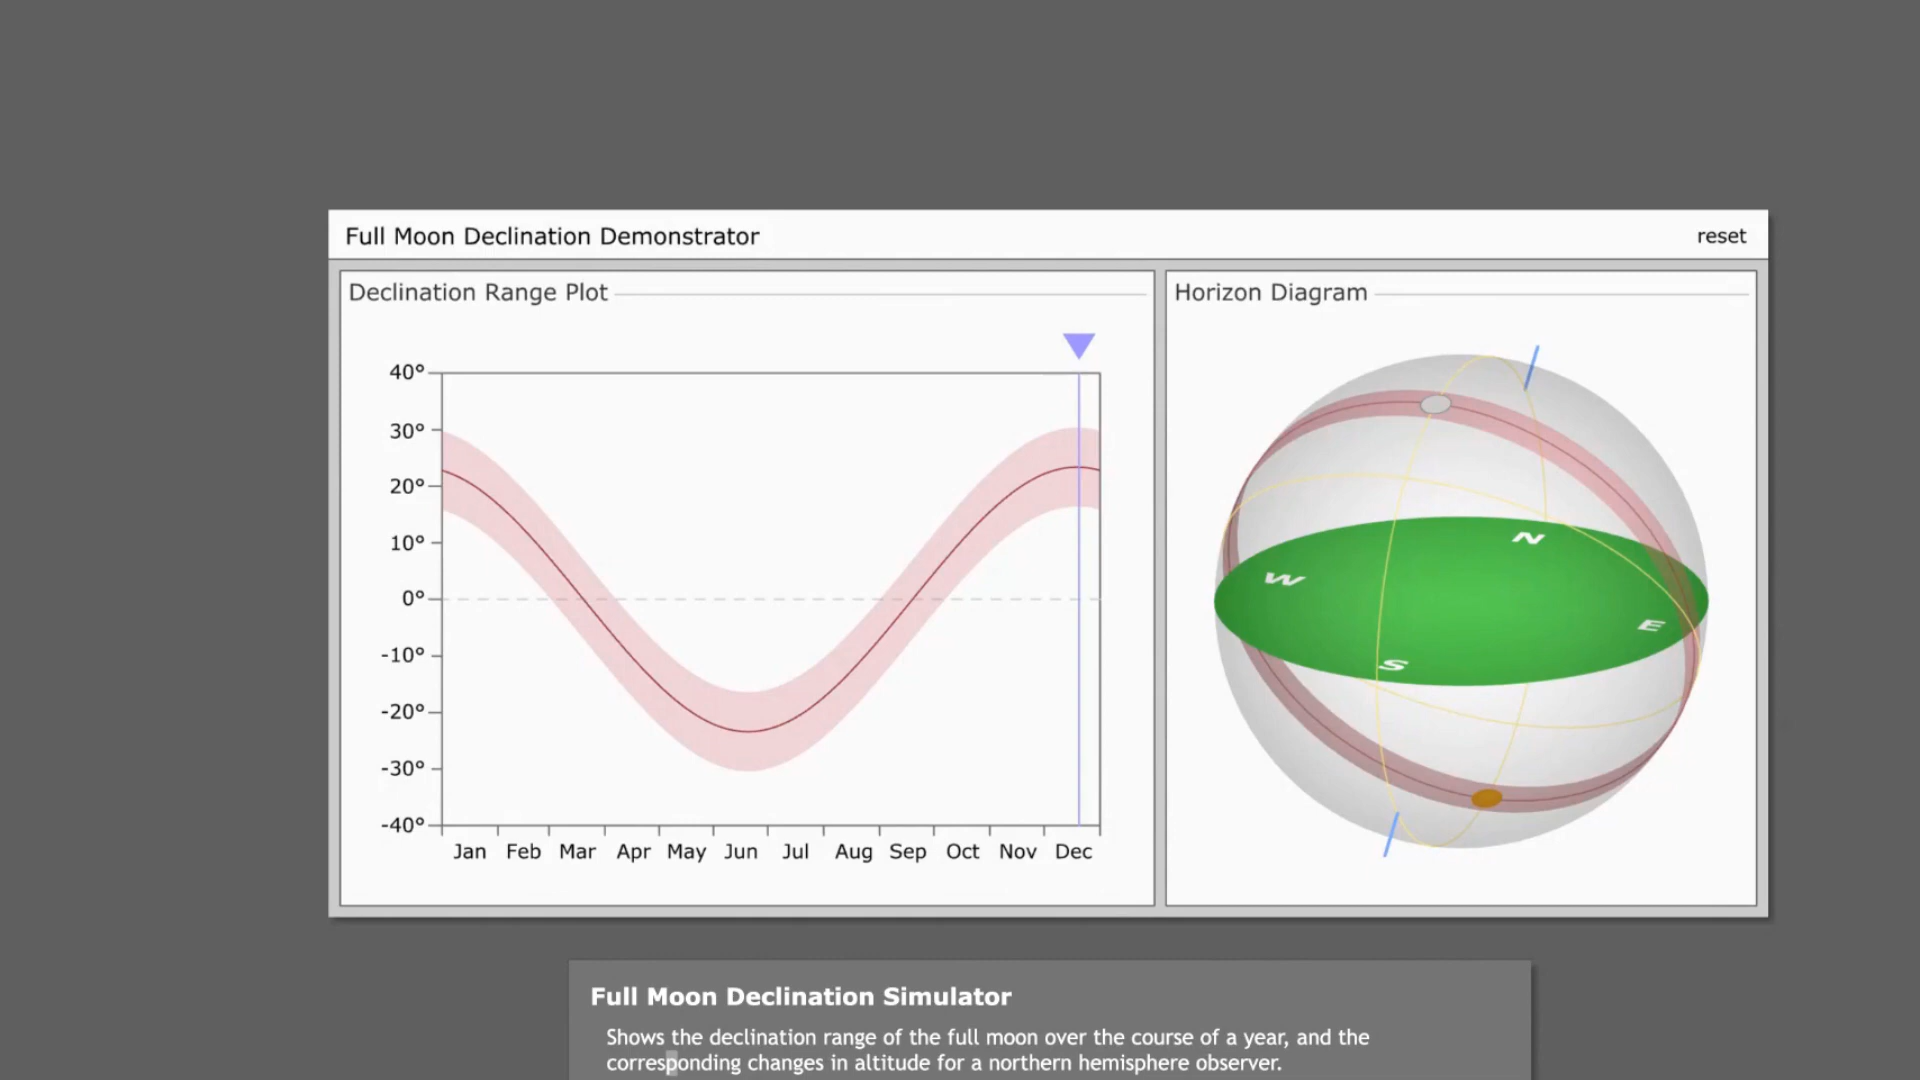 Full Moon Declination Demonstrator
reset
Declination Range Plot
40°
30°
20°
10°
0°
-10°
-20°
-30°
-40°
Jan Feb Mar Apr May Jun Jul Aug Sep Oct Nov Dec
Horizon Diagram
N
W
E
S
Full Moon Declination Simulator
Shows the declination range of the full moon over the course of a year, and the
corresponding changes in altitude for a northern hemisphere observer.